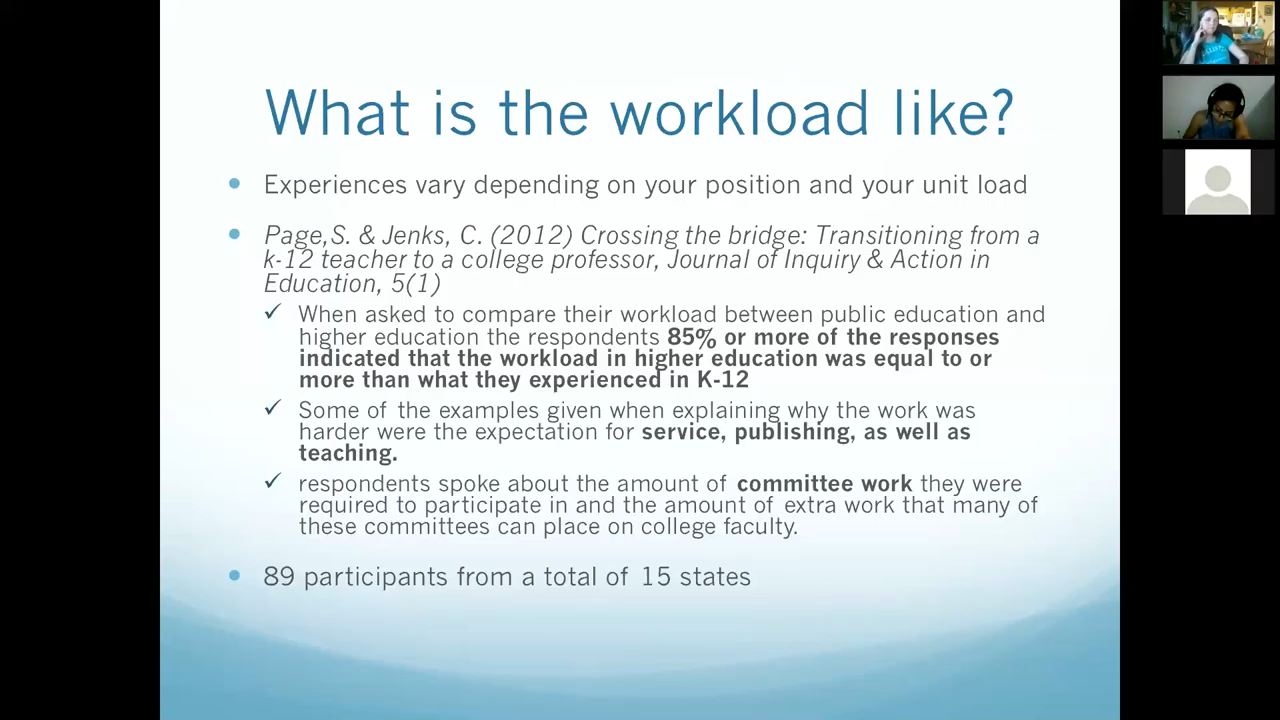 What is the workload like?
Experiences vary depending on your position and your unit load
Page,S. & Jenks, C. (2012) Crossing the bridge: Transitioning from a
k-12 teacher to a college professor, Journal of Inquiry & Action in
Education, 5(1)
When asked to compare their workload between public education and
higher education the respondents 85% or more of the responses
indicated that the workload in higher education was equal to or
more than what they experienced in K-12
Some of the examples given when explaining why the work was
harder were the expectation for service, publishing, as well as
teaching.
respondents spoke about the amount of committee work they were
required to participate in and the amount of extra work that many of
these committees can place on college faculty.
89 participants from a total of 15 states